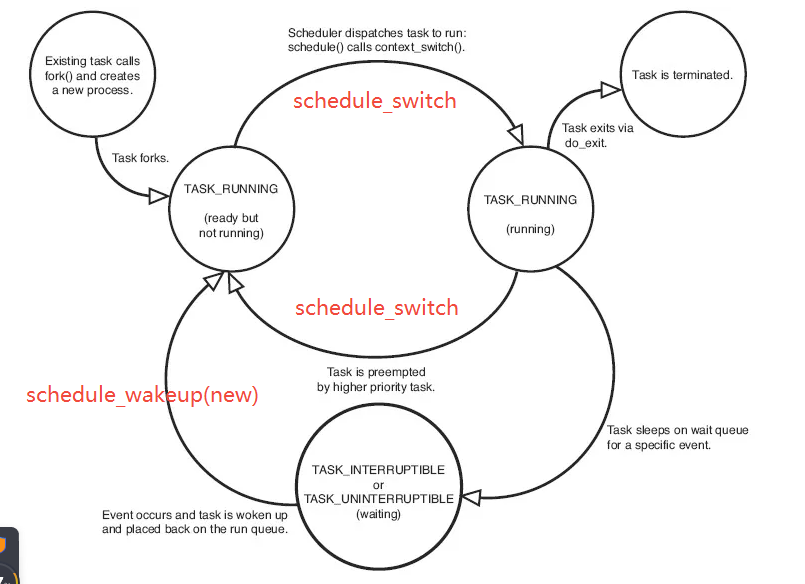 Scheduler dispatches task to run:
schedule() calls context_switch().
Existing task calls
fork() and creates
a new process.
Task is terminated.
schedule_switch
Task exits via
do_exit.
Task forks.
TASK_RUNNING
(ready but
not running)
TASK_RUNNING
(running)
schedule_switch
Task is preempted
by higher priority task.
schedule_wakeup(new)
Task sleeps on wait queue
for a specific event.
TASK_INTERRUPTIBLE
or
TASK_UNINTERRUPTIBLE
(waiting)
Event occurs and task is woken up
and placed back on the run queue.